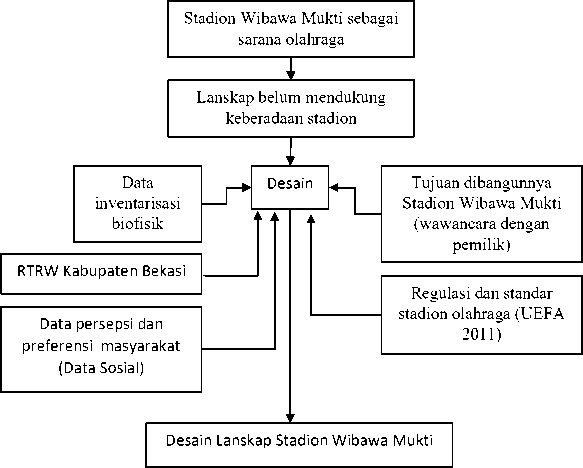 Stadion Wibawa Mukti sebagai
sarana olahraga
Lanskap belum mendukung
keberadaan stadion
Data
inventarisasi
biofisik
Desain
Tujuan dibangunnya
Stadion Wibawa Mukti
(wawancara dengan
pemilik)
RTRW Kabupaten Bekasi
Regulasi dan standar
stadion olahraga (UEFA
2011)
Data persepsi dan
preferensi masyarakat
(Data Sosial)
Desain Lanskap Stadion Wibawa Mukti